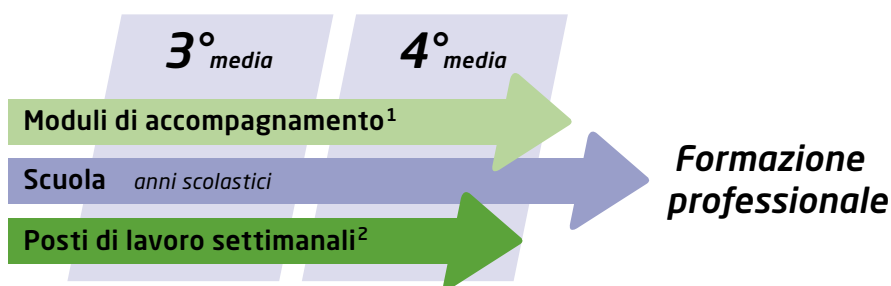 3° media
4° media
Moduli di accompagnamento¹
Scuola anni scolastici
Posti di lavoro settimanali²
Formazione
professionale